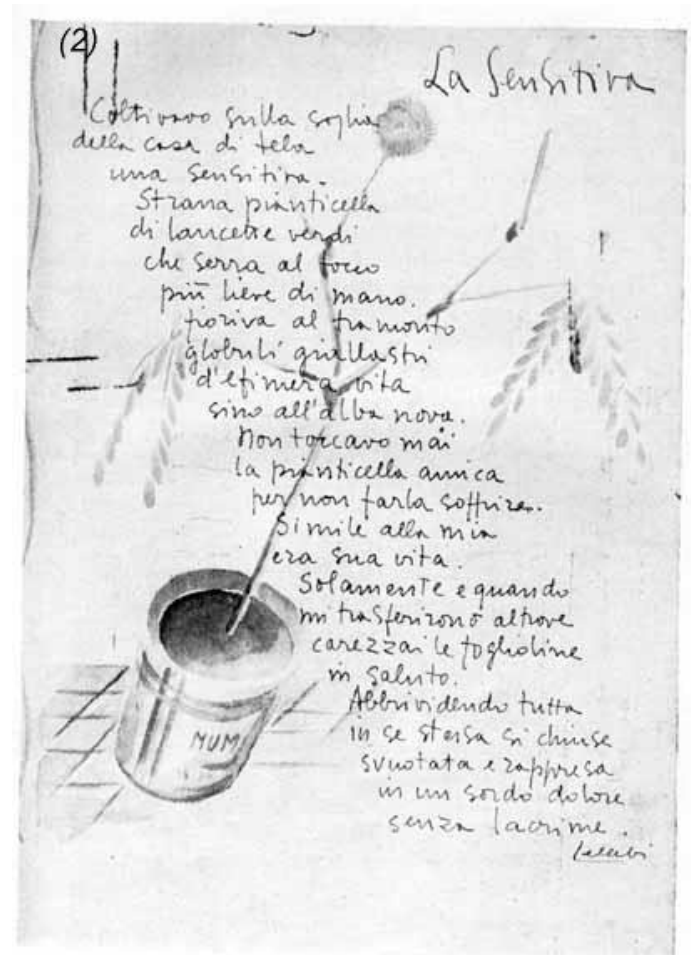 (2)
La Sensitiva
Coltivavo sulla soglia
della casa di tela
una sensitiva.
Strana pianticella
di lancette verdi
che serra al tocco
più lieve di mano.
fioriva al tramonto
globuli giallastri
d'effimera vita
sino all'alba nova.
Non toccavo mai
la pianticella amica
per non farla soffrire.
Simile alla mia
era sua vita.
Solamente e quando
mi trasferirono altrove
carezzai le foglioline
in saluto.
Abbrividendo tutta
in se stessa si chiuse
svuotata e rappresa
in un sordo dolore
senza lacrime.
MUM